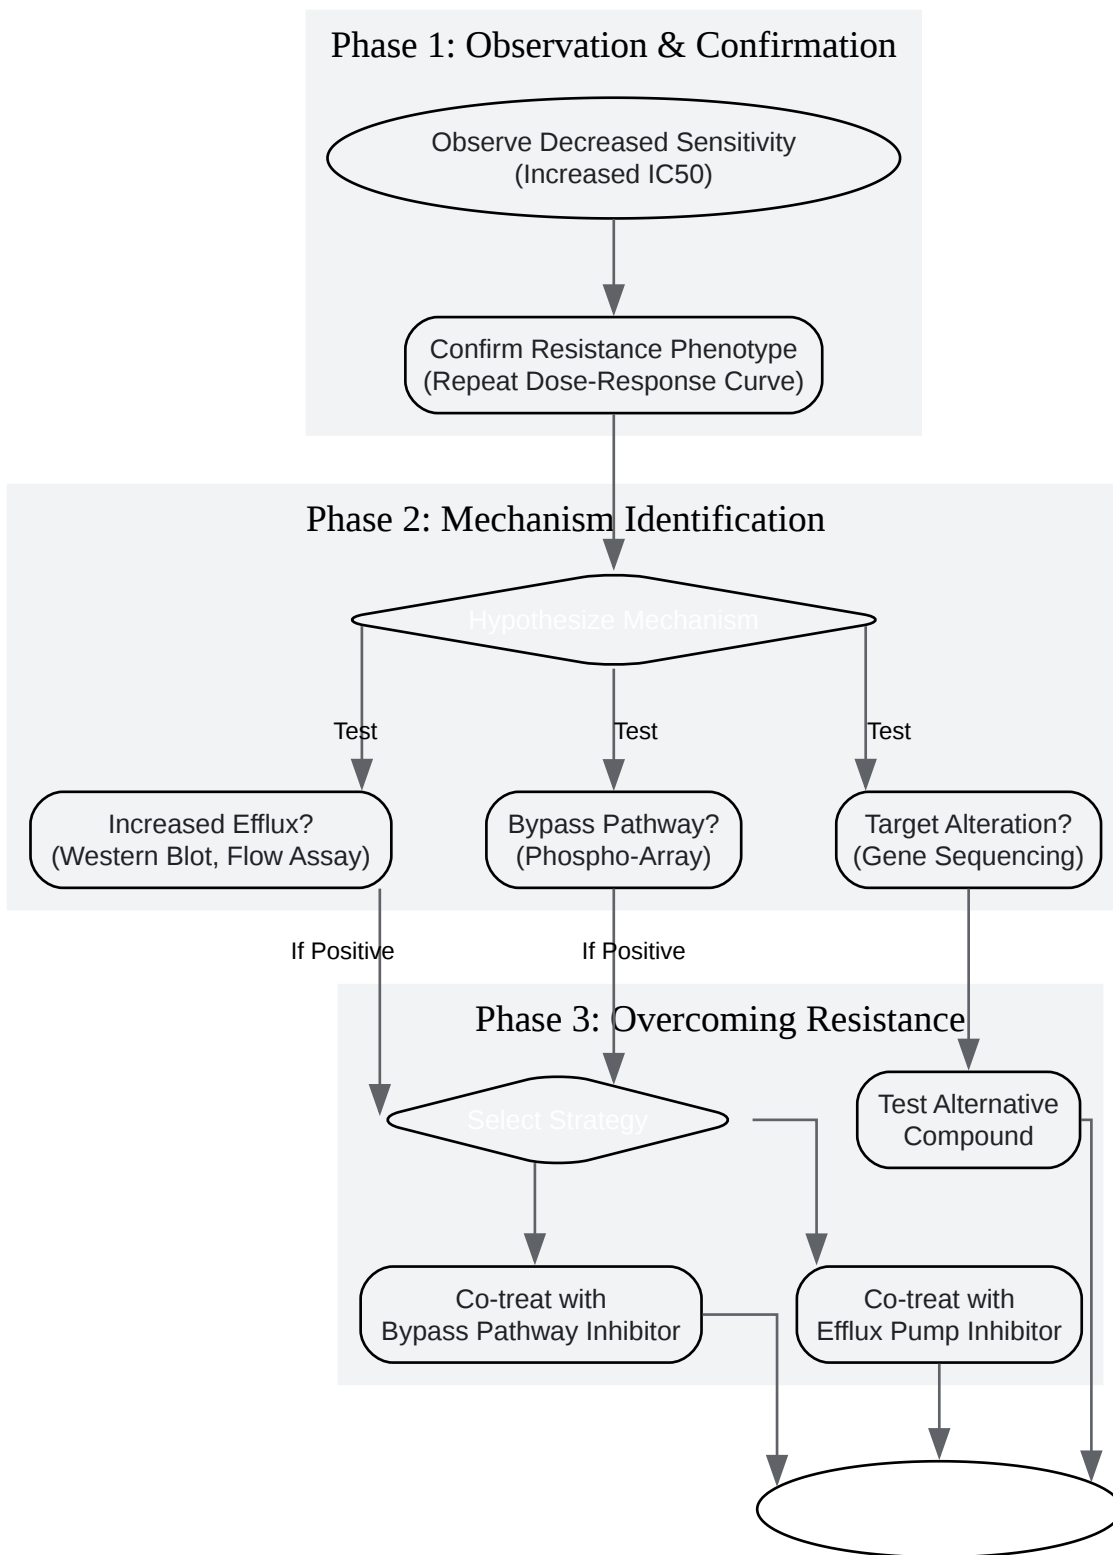 Phase 1: Observation & Confirmation
Observe Decreased Sensitivity
(Increased IC50)
Confirm Resistance Phenotype
(Repeat Dose-Response Curve)
Phase 2: Mechanism Identification
Hypothesize Mechanism
Test
Test
Test
Increased Efflux?
(Western Blot, Flow Assay)
Bypass Pathway?
(Phospho-Array)
Target Alteration?
(Gene Sequencing)
If Positive
If Positive
Phase 3: Overcoming Resistance
Select Strategy
Test Alternative
Compound
Co-treat with
Bypass Pathway Inhibitor
Co-treat with
Efflux Pump Inhibitor